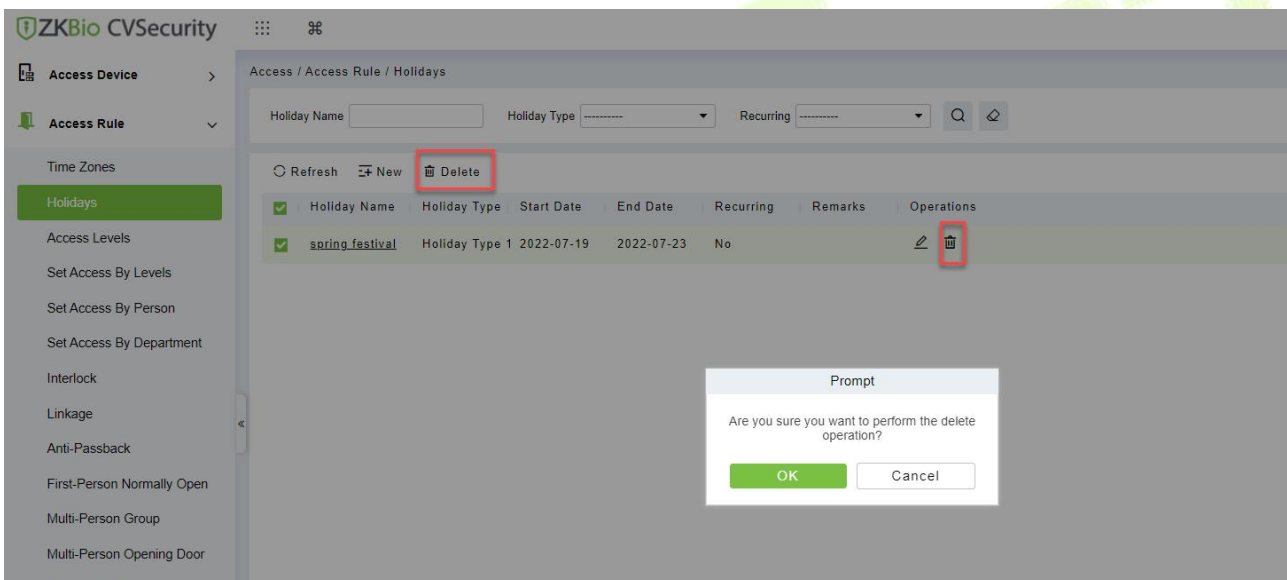 ZKBio CVSecurity
Access Device
Access Rule
Time Zones
Holidays
Access Levels
Set Access By Levels
Set Access By Person
Set Access By Department
Interlock
Linkage
Anti-Passback
First-Person Normally Open
Multi-Person Group
Multi-Person Opening Door
Access / Access Rule / Holidays
Holiday Name Holiday Type ---------- Recurring ----------
Refresh New Delete
Holiday Name Holiday Type Start Date End Date Recurring Remarks Operations
spring festival Holiday Type 1 2022-07-19 2022-07-23 No
Prompt
Are you sure you want to perform the delete
operation?
OK Cancel